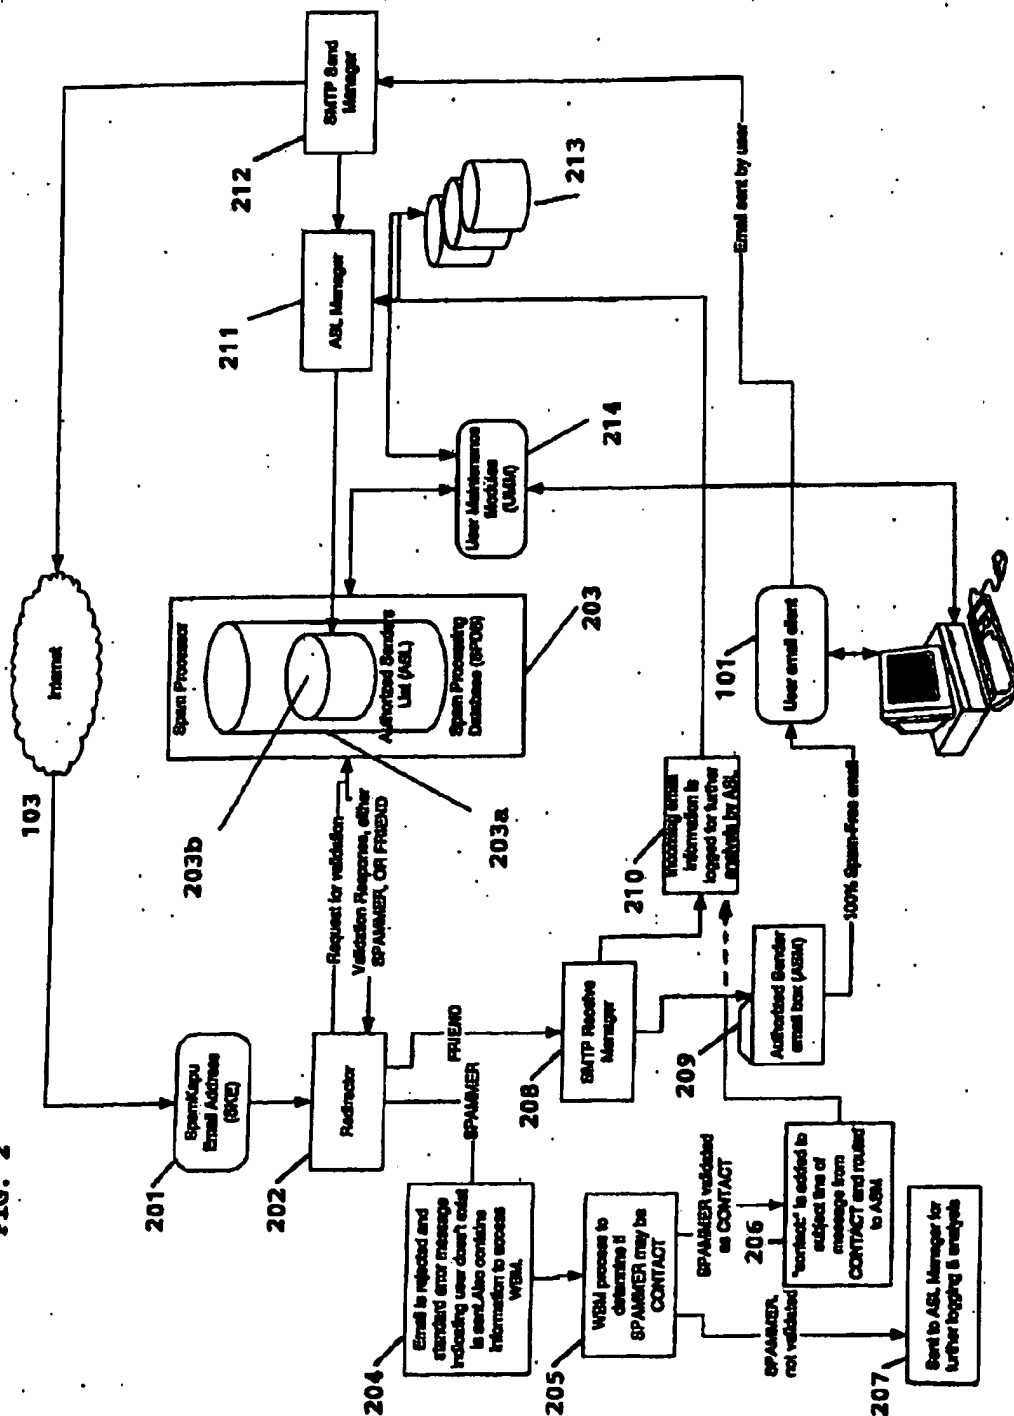 FIG. 2
Internet
103
SMTP Send
Manager
212
ABL Manager
211
213
User Maintenance
Modules
(UMM)
214
Spam Processor
Authorized Senders
List (ASL)
Spam Processing
Database (SPDB)
203
203a
203b
Request for validation
Validation Response, either
SPAMMER, OR FRIEND
SpamKapu
Email Address
(SKE)
201
Redirector
202
FRIEND
SPAMMER
Email is rejected and
standard error message
indicating user doesn't exist
is sent. Also contains
information to access
WBM.
204
WBM process to
determine if
SPAMMER may be
CONTACT
205
SPAMMER validated
as CONTACT
206
"contact:" is added to
subject line of
message from
CONTACT and routed
to ASM
SPAMMER
not validated
Sent to ASL Manager for
further logging & analysis
207
SMTP Receive
Manager
208
Authorized Sender
email box (ASM)
209
Incoming email
information is
logged for further
analysis by ASL
210
100% Spam-Free email
User email client
101
Email sent by user